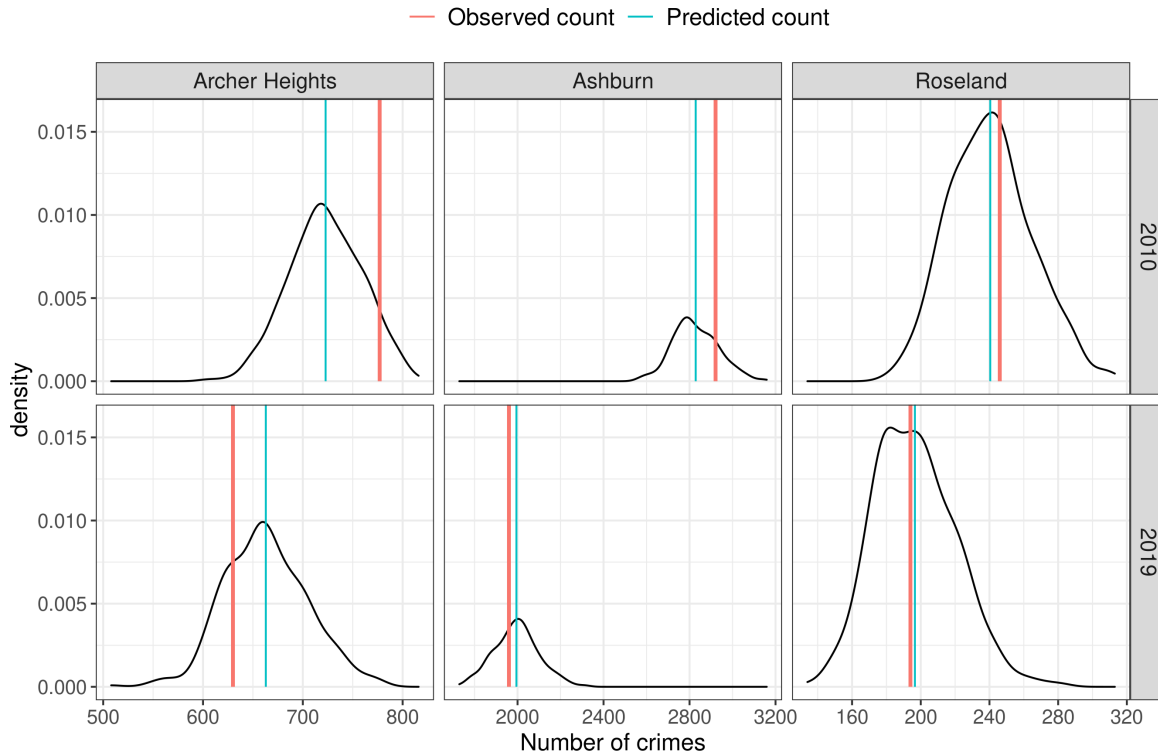 Observed count Predicted count
Archer Heights Ashburn Roseland
0.015
0.010
0.005
0.000
2010
density
0.015
0.010
0.005
0.000
2019
500 600 700 800 2000 2400 2800 3200 160 200 240 280 320
Number of crimes